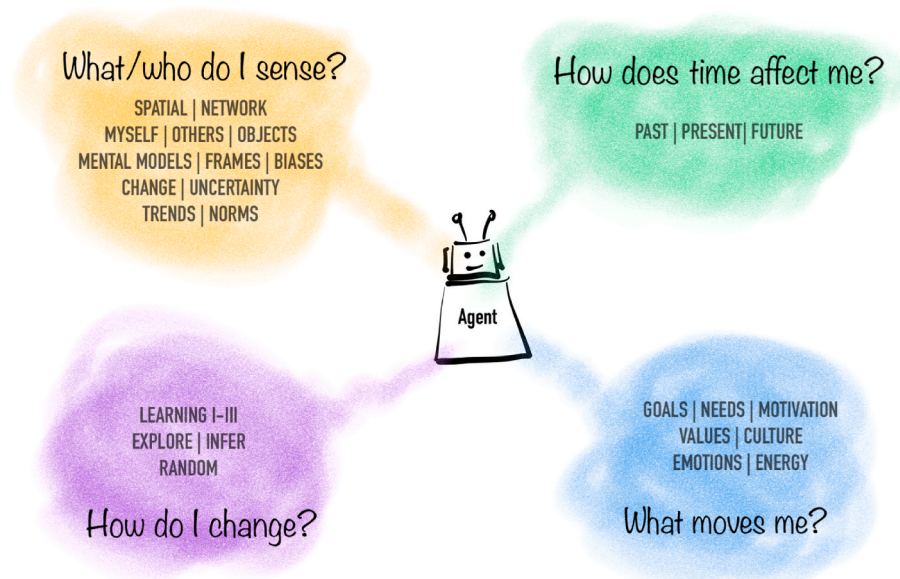 What/who do I sense?
SPATIAL | NETWORK
MYSELF | OTHERS | OBJECTS
MENTAL MODELS | FRAMES | BIASES
CHANGE | UNCERTAINTY
TRENDS | NORMS
How does time affect me?
PAST | PRESENT| FUTURE
Agent
LEARNING I-III
EXPLORE | INFER
RANDOM
How do I change?
GOALS | NEEDS | MOTIVATION
VALUES | CULTURE
EMOTIONS | ENERGY
What moves me?